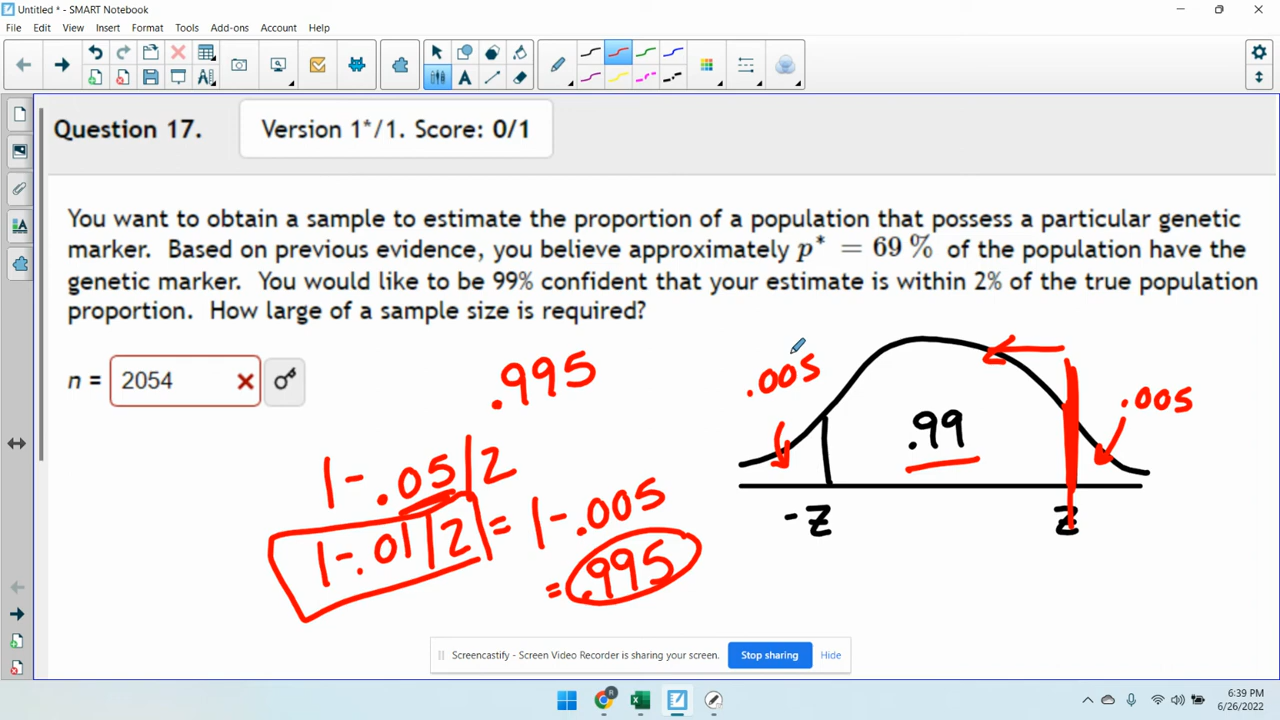 Untitled * - SMART Notebook
File Edit View Insert Format Tools Add-ons Account Help
Question 17. Version 1*/1. Score: 0/1
You want to obtain a sample to estimate the proportion of a population that possess a particular genetic
marker. Based on previous evidence, you believe approximately p* = 69 % of the population have the
genetic marker. You would like to be 99% confident that your estimate is within 2% of the true population
proportion. How large of a sample size is required?
n = 2054
.995
.005
.99
.005
-Z
Z
1-.05/2
1-.01/2 = 1-.005
= .995
Screencastify - Screen Video Recorder is sharing your screen. Stop sharing Hide
6:39 PM
6/26/2022